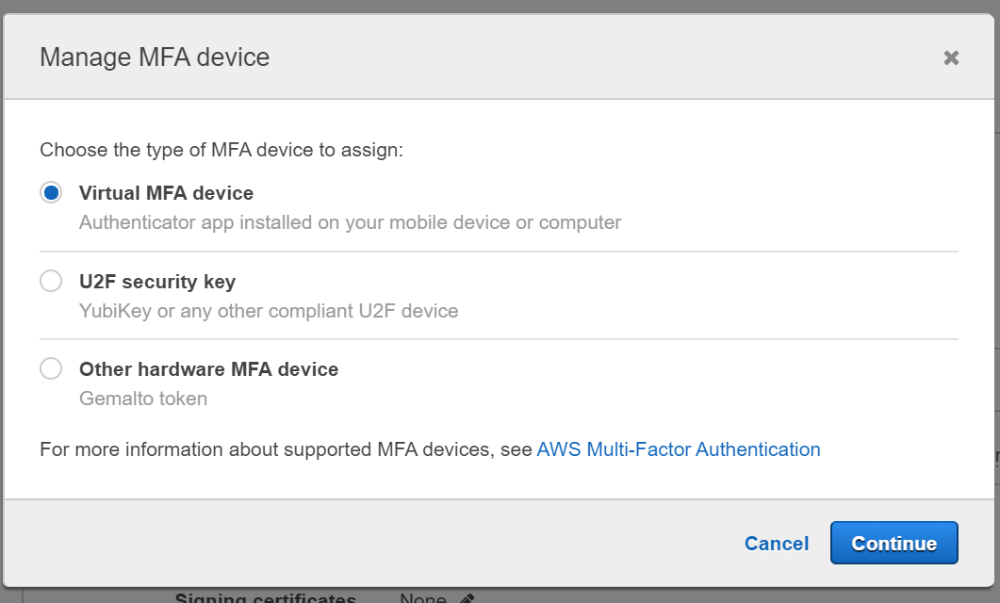 Manage MFA device
Choose the type of MFA device to assign:
Virtual MFA device
Authenticator app installed on your mobile device or computer
U2F security key
YubiKey or any other compliant U2F device
Other hardware MFA device
Gemalto token
For more information about supported MFA devices, see AWS Multi-Factor Authentication
Cancel Continue
Signing certificates None